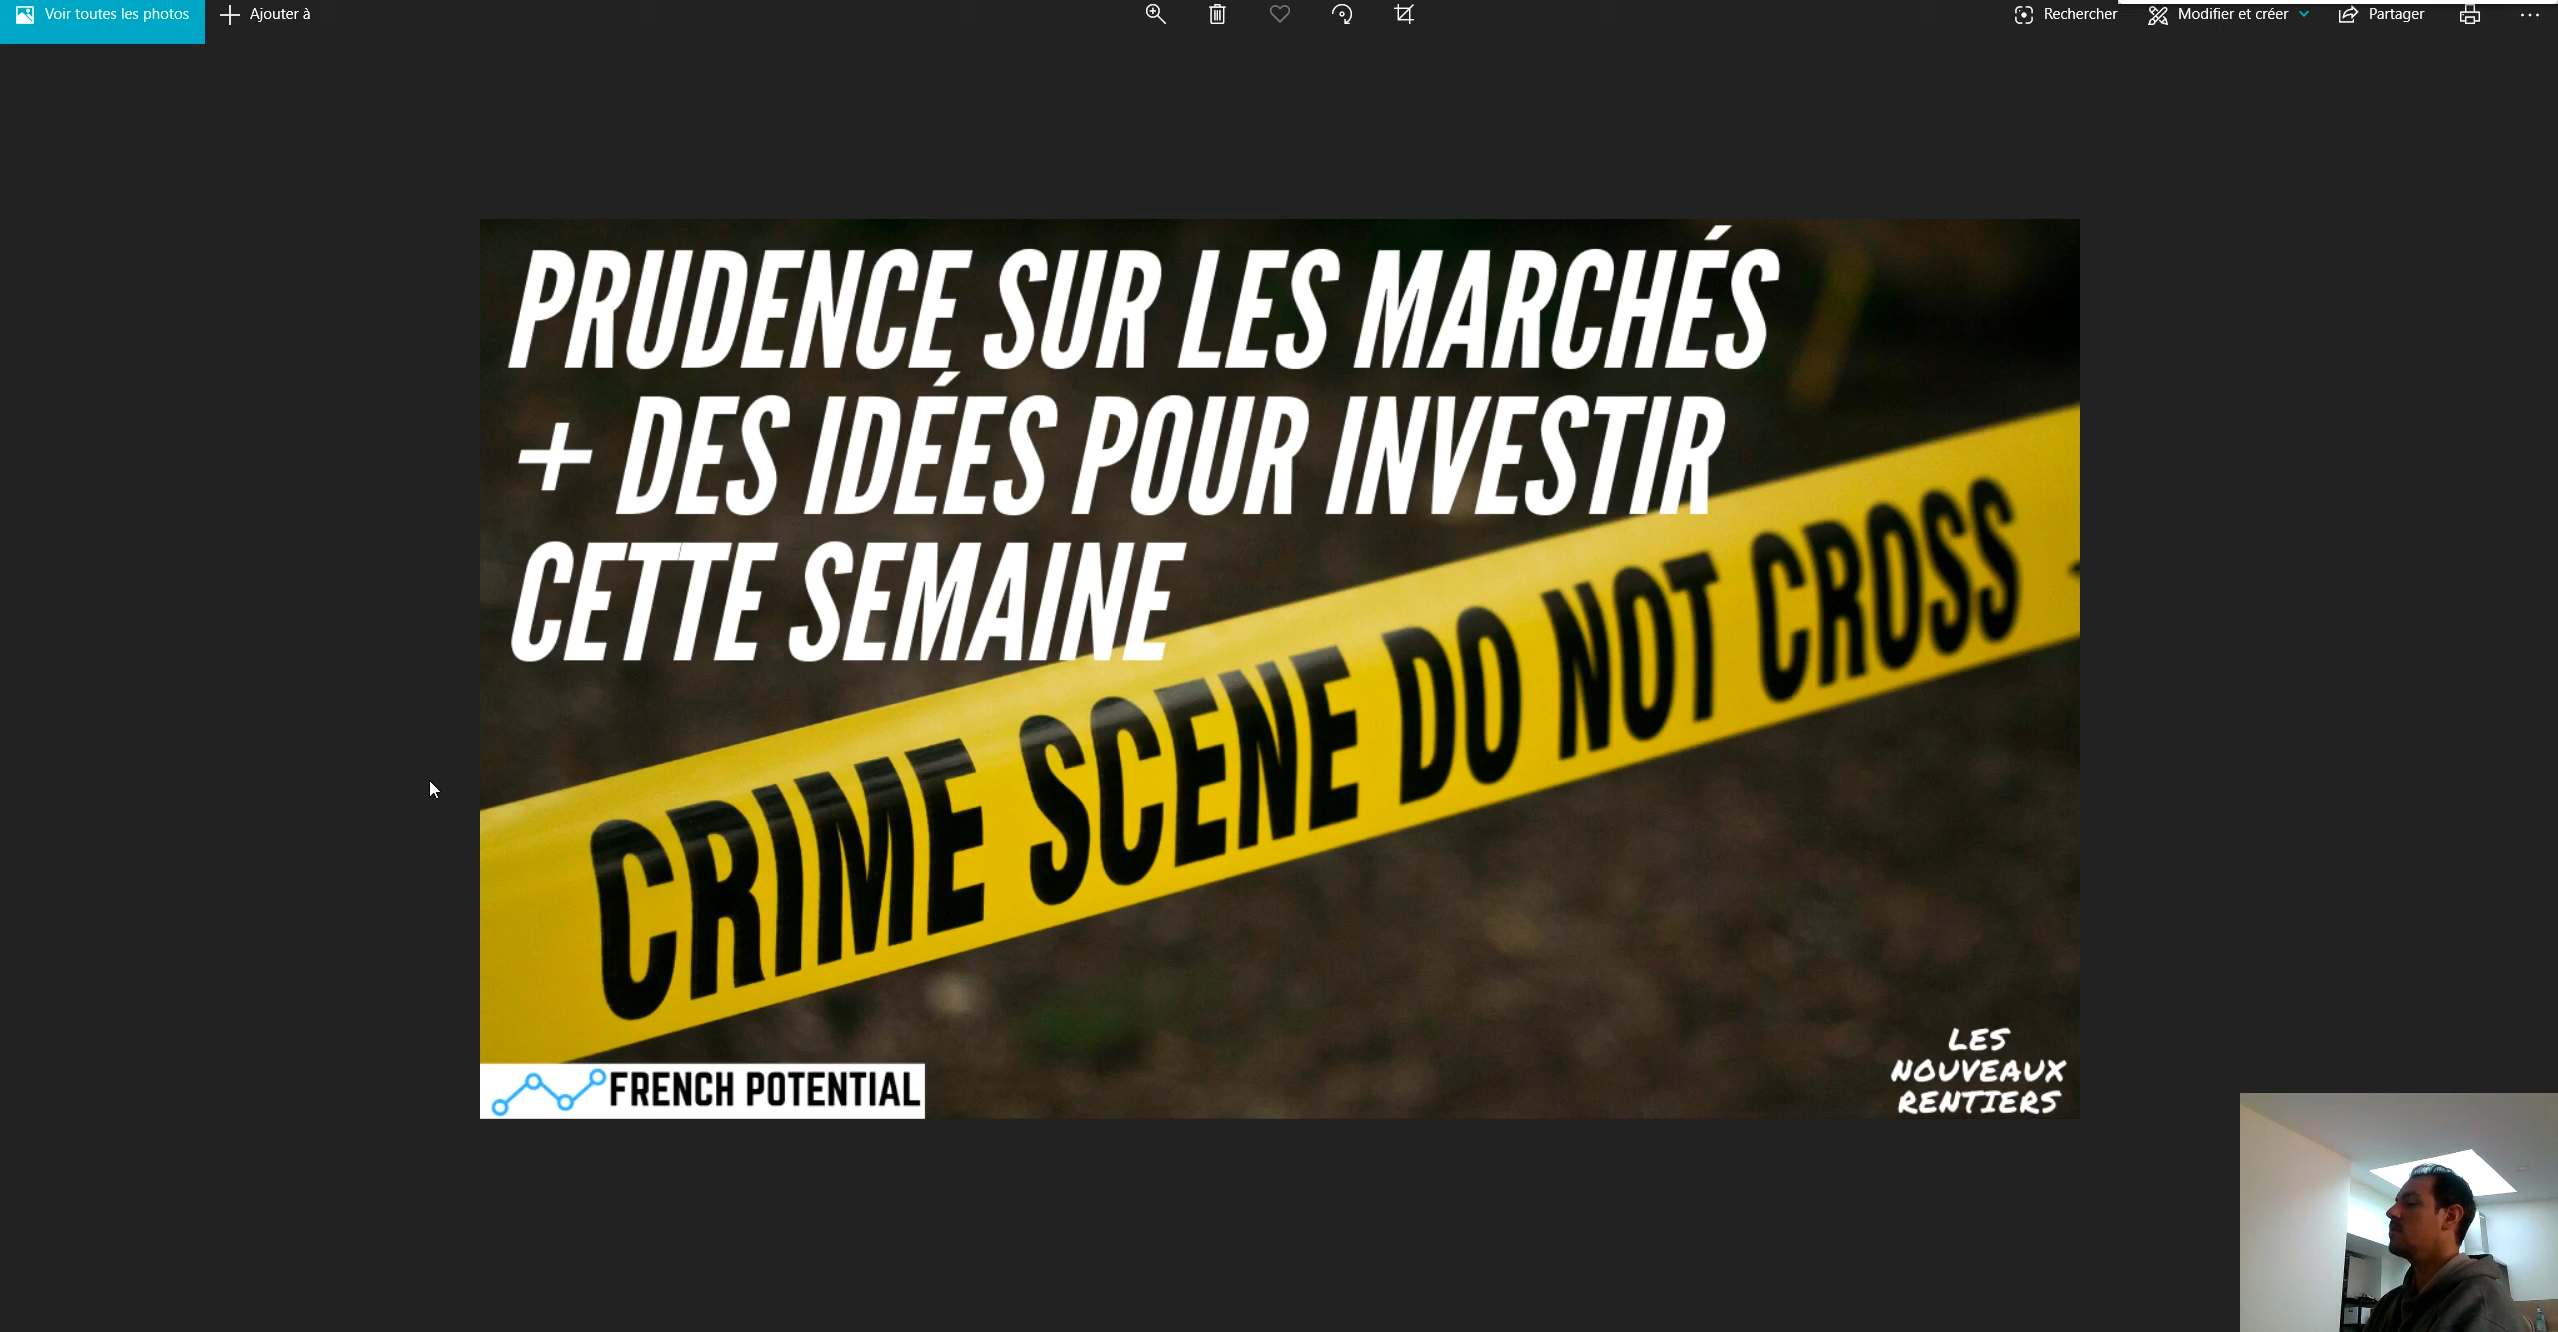 Voir toutes les photos
Ajouter à
Rechercher
Modifier et créer
Partager
PRUDENCE SUR LES MARCHÉS
+ DES IDÉES POUR INVESTIR
CETTE SEMAINE
CRIME SCENE DO NOT CROSS
FRENCH POTENTIAL
LES
NOUVEAUX
RENTIERS